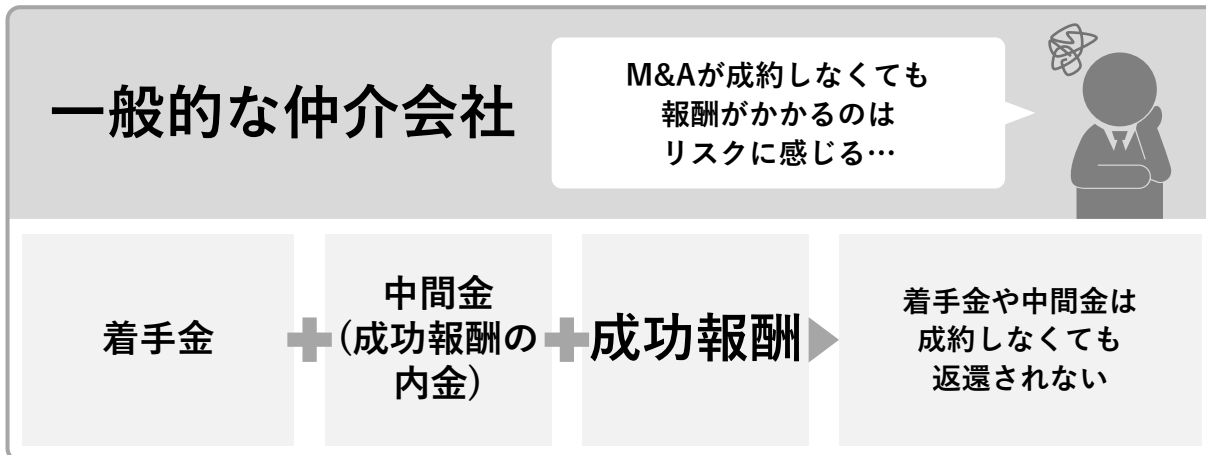 一般的な仲介会社
M&Aが成約しなくても
報酬がかかるのは
リスクに感じる…
着手金
中間金
(成功報酬の
内金)
成功報酬
着手金や中間金は
成約しなくても
返還されない